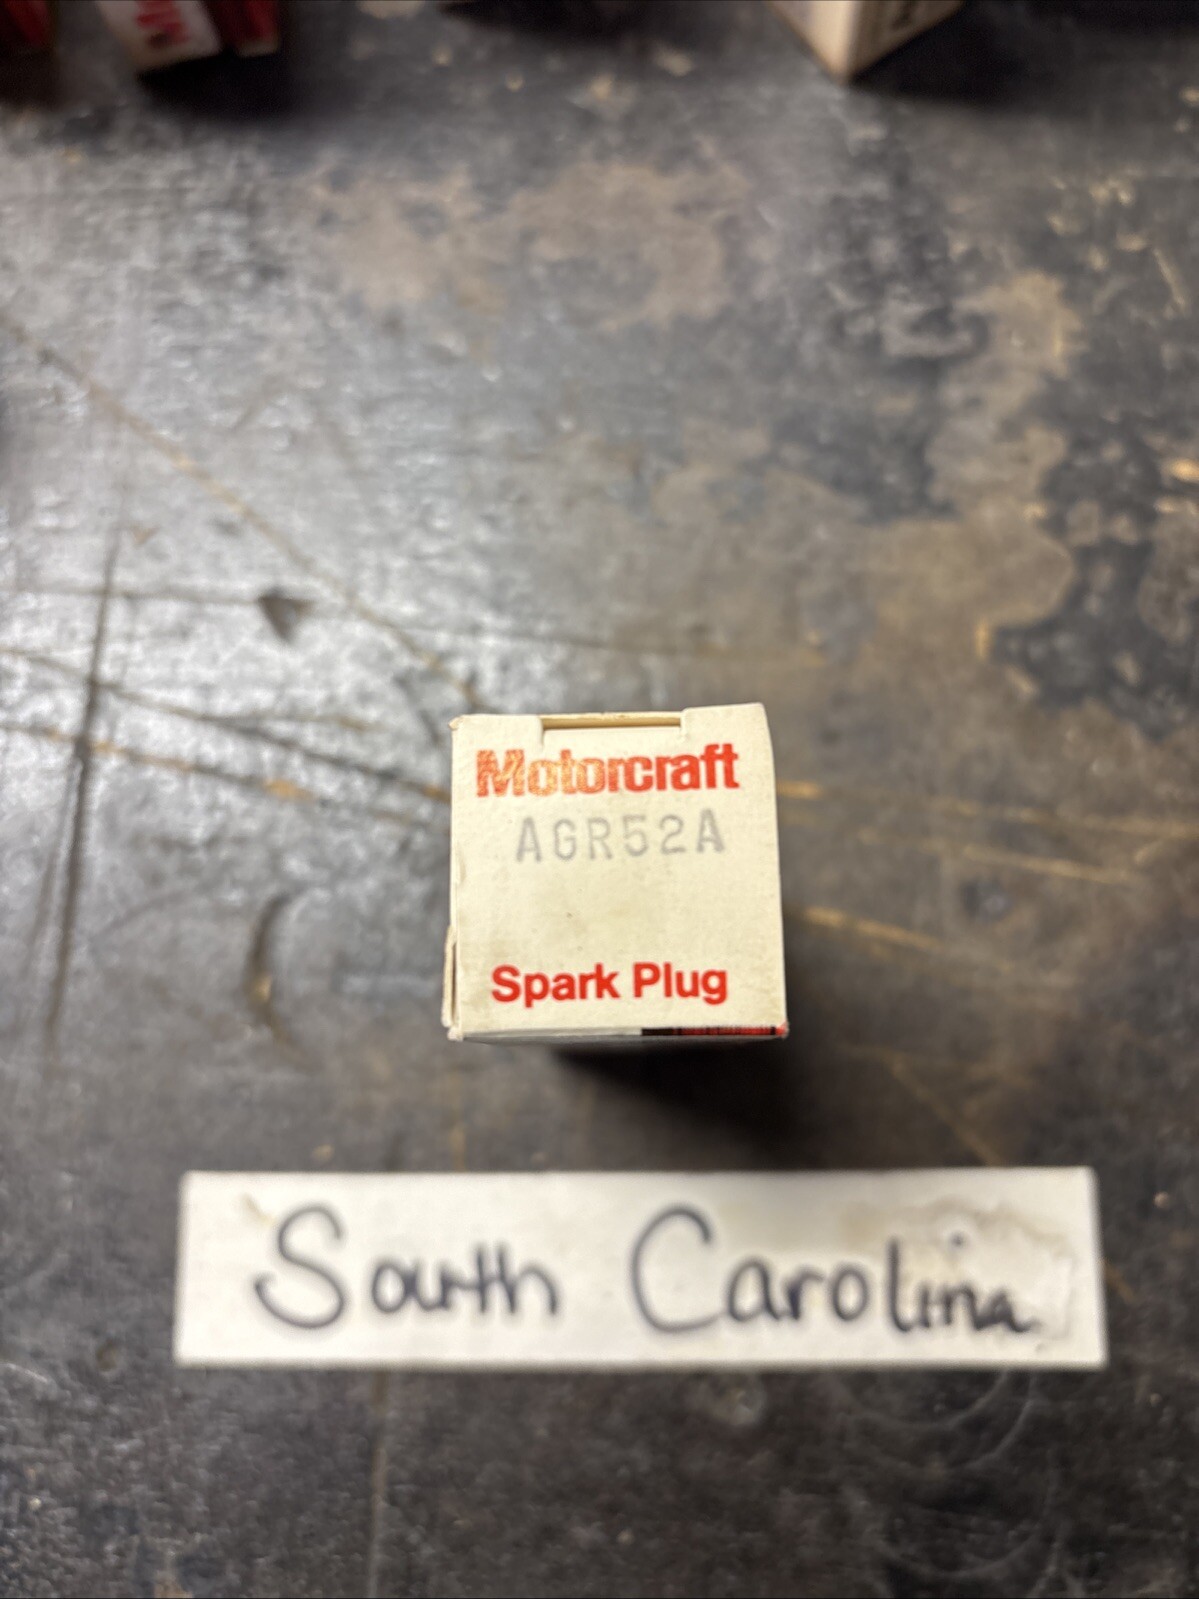 Motorcraft
AGR52A
Spark Plug
South Carolina